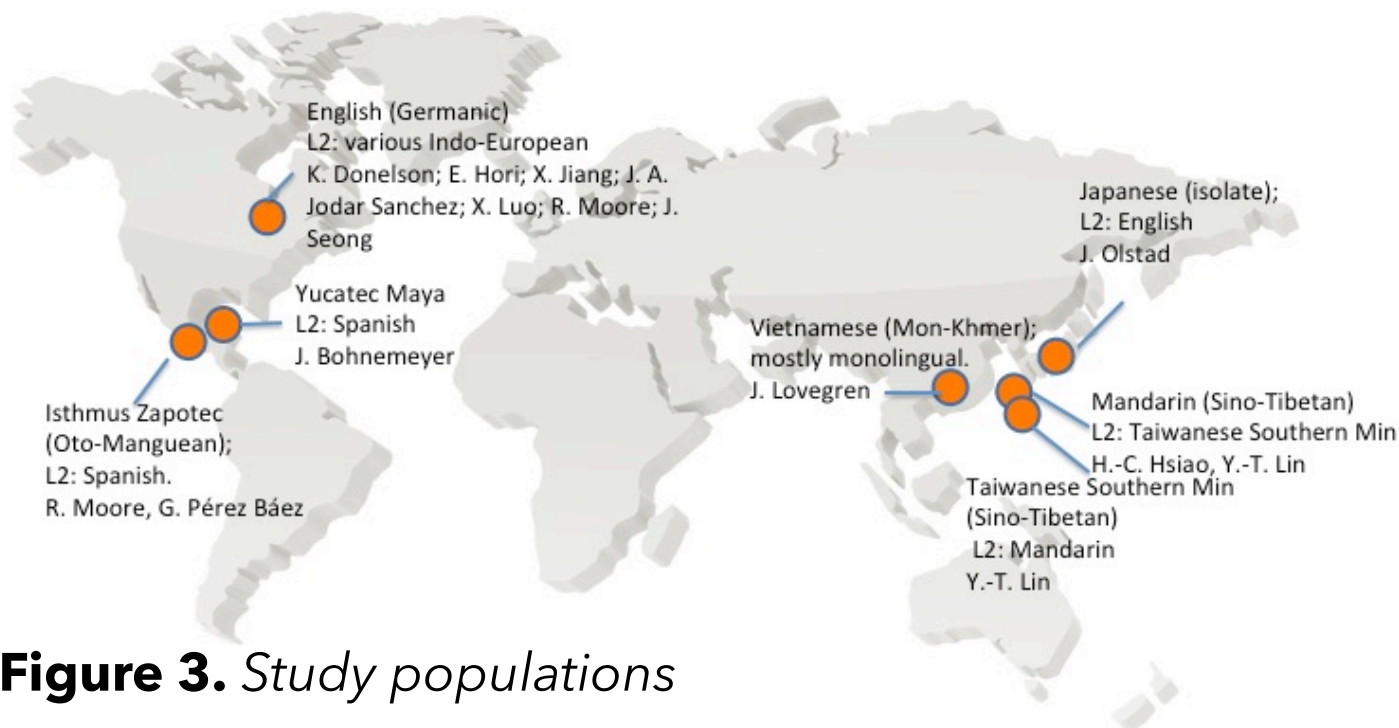 English (Germanic)
L2: various Indo-European
K. Donelson; E. Hori; X. Jiang; J. A.
Jodar Sanchez; X. Luo; R. Moore; J.
Seong
Japanese (isolate);
L2: English
J. Olstad
Yucatec Maya
L2: Spanish
J. Bohnemeyer
Vietnamese (Mon-Khmer);
mostly monolingual.
J. Lovegren
Mandarin (Sino-Tibetan)
L2: Taiwanese Southern Min
H.-C. Hsiao, Y.-T. Lin
Isthmus Zapotec
(Oto-Manguean);
L2: Spanish.
R. Moore, G. Pérez Báez
Taiwanese Southern Min
(Sino-Tibetan)
L2: Mandarin
Y.-T. Lin
Figure 3. Study populations